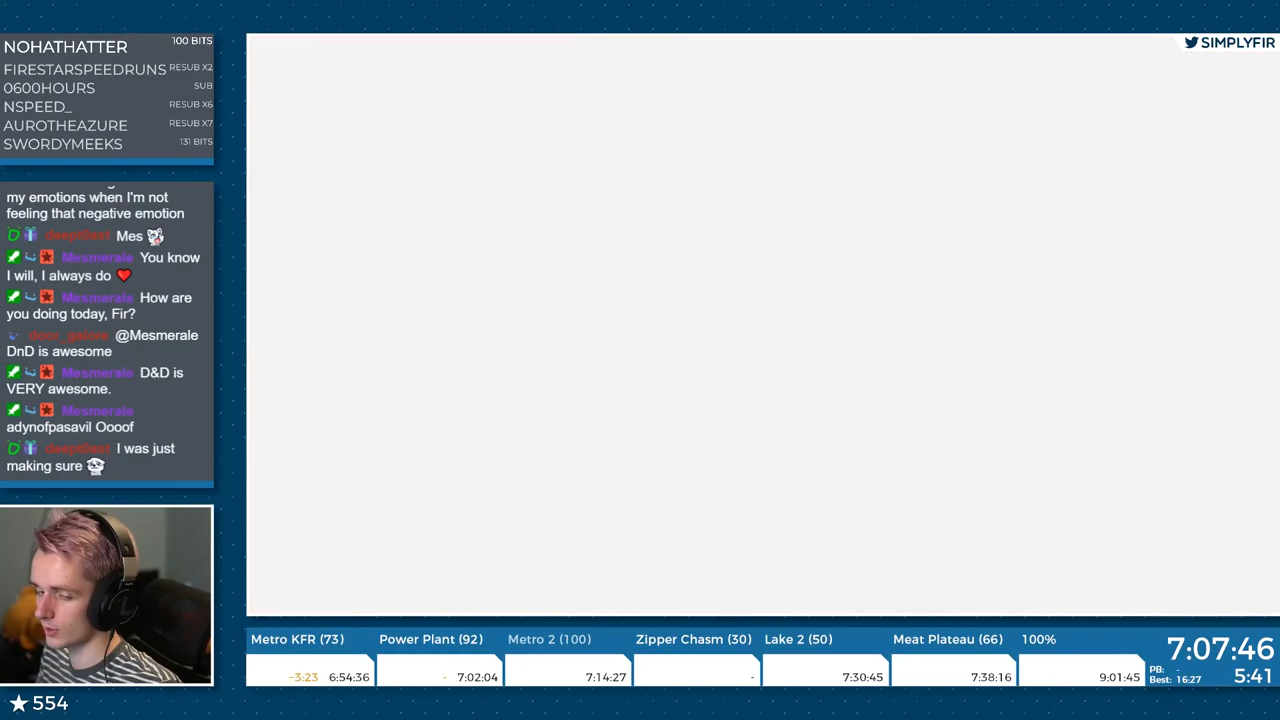 NOHATHATTER 100 BITS
FIRESTARSPEEDRUNS RESUB X2
0600HOURS SUB
NSPEED_ RESUB X6
AUROTHEAZURE RESUB X7
SWORDYMEEKS 131 BITS
my emotions when I'm not
feeling that negative emotion
Mes
Mesmerale You know
I will, I always do
Mesmerale How are
you doing today, Fir?
door_galore @Mesmerale
DnD is awesome
Mesmerale D&D is
VERY awesome.
Mesmerale
adynofpasavil Oooof
I was just
making sure
★ 554
SIMPLYFIR
Metro KFR (73) Power Plant (92) Metro 2 (100) Zipper Chasm (30) Lake 2 (50) Meat Plateau (66) 100%
−3:23 6:54:36 - 7:02:04 7:14:27 - 7:30:45 7:38:16 9:01:45
7:07:46
PB: -
Best: 16:27 5:41